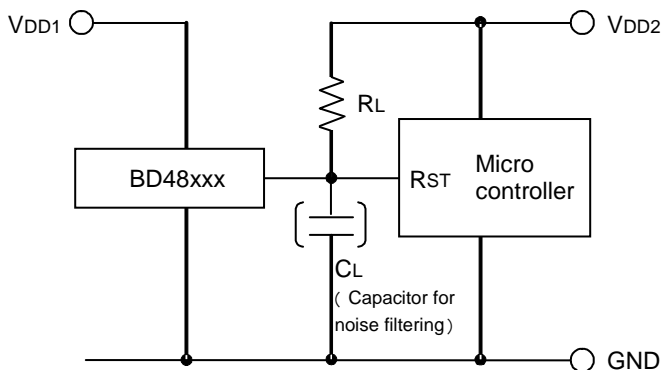 VDD1
VDD2
RL
BD48xxx
RST
Micro
controller
CL
( Capacitor for
noise filtering )
GND